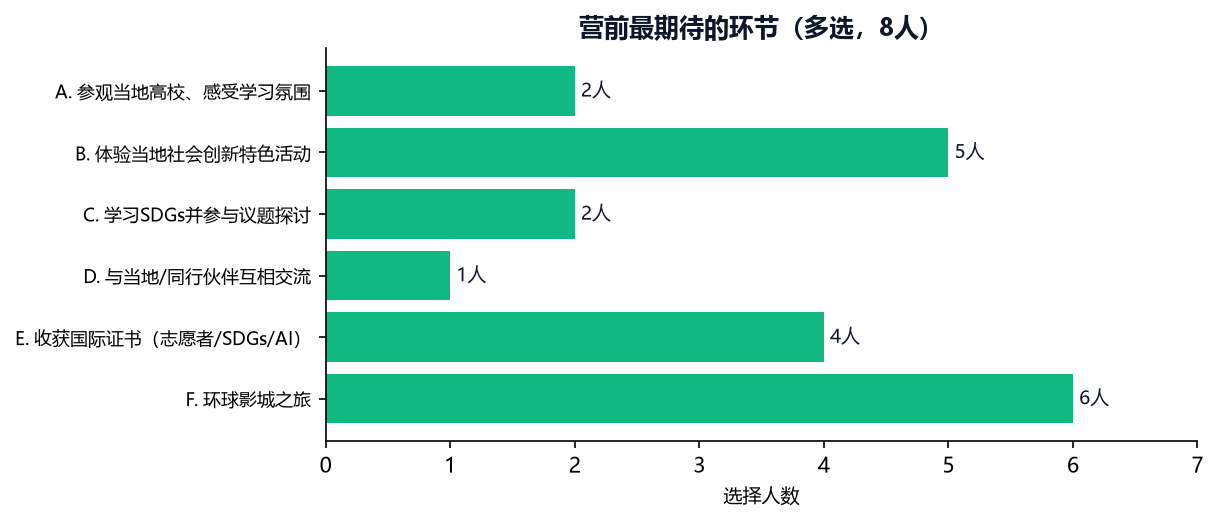 营前最期待的环节（多选，8人）
A. 参观当地高校、感受学习氛围
2人
B. 体验当地社会创新特色活动
5人
C. 学习SDGs并参与议题探讨
2人
D. 与当地/同行伙伴互相交流
1人
E. 收获国际证书（志愿者/SDGs/AI）
4人
F. 环球影城之旅
6人
0 1 2 3 4 5 6 7
选择人数